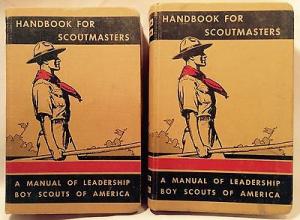 HANDBOOK FOR
SCOUTMASTERS
A MANUAL OF LEADERSHIP
BOY SCOUTS OF AMERICA
HANDBOOK FOR
SCOUTMASTERS
A MANUAL OF LEADERSHIP
BOY SCOUTS OF AMERICA